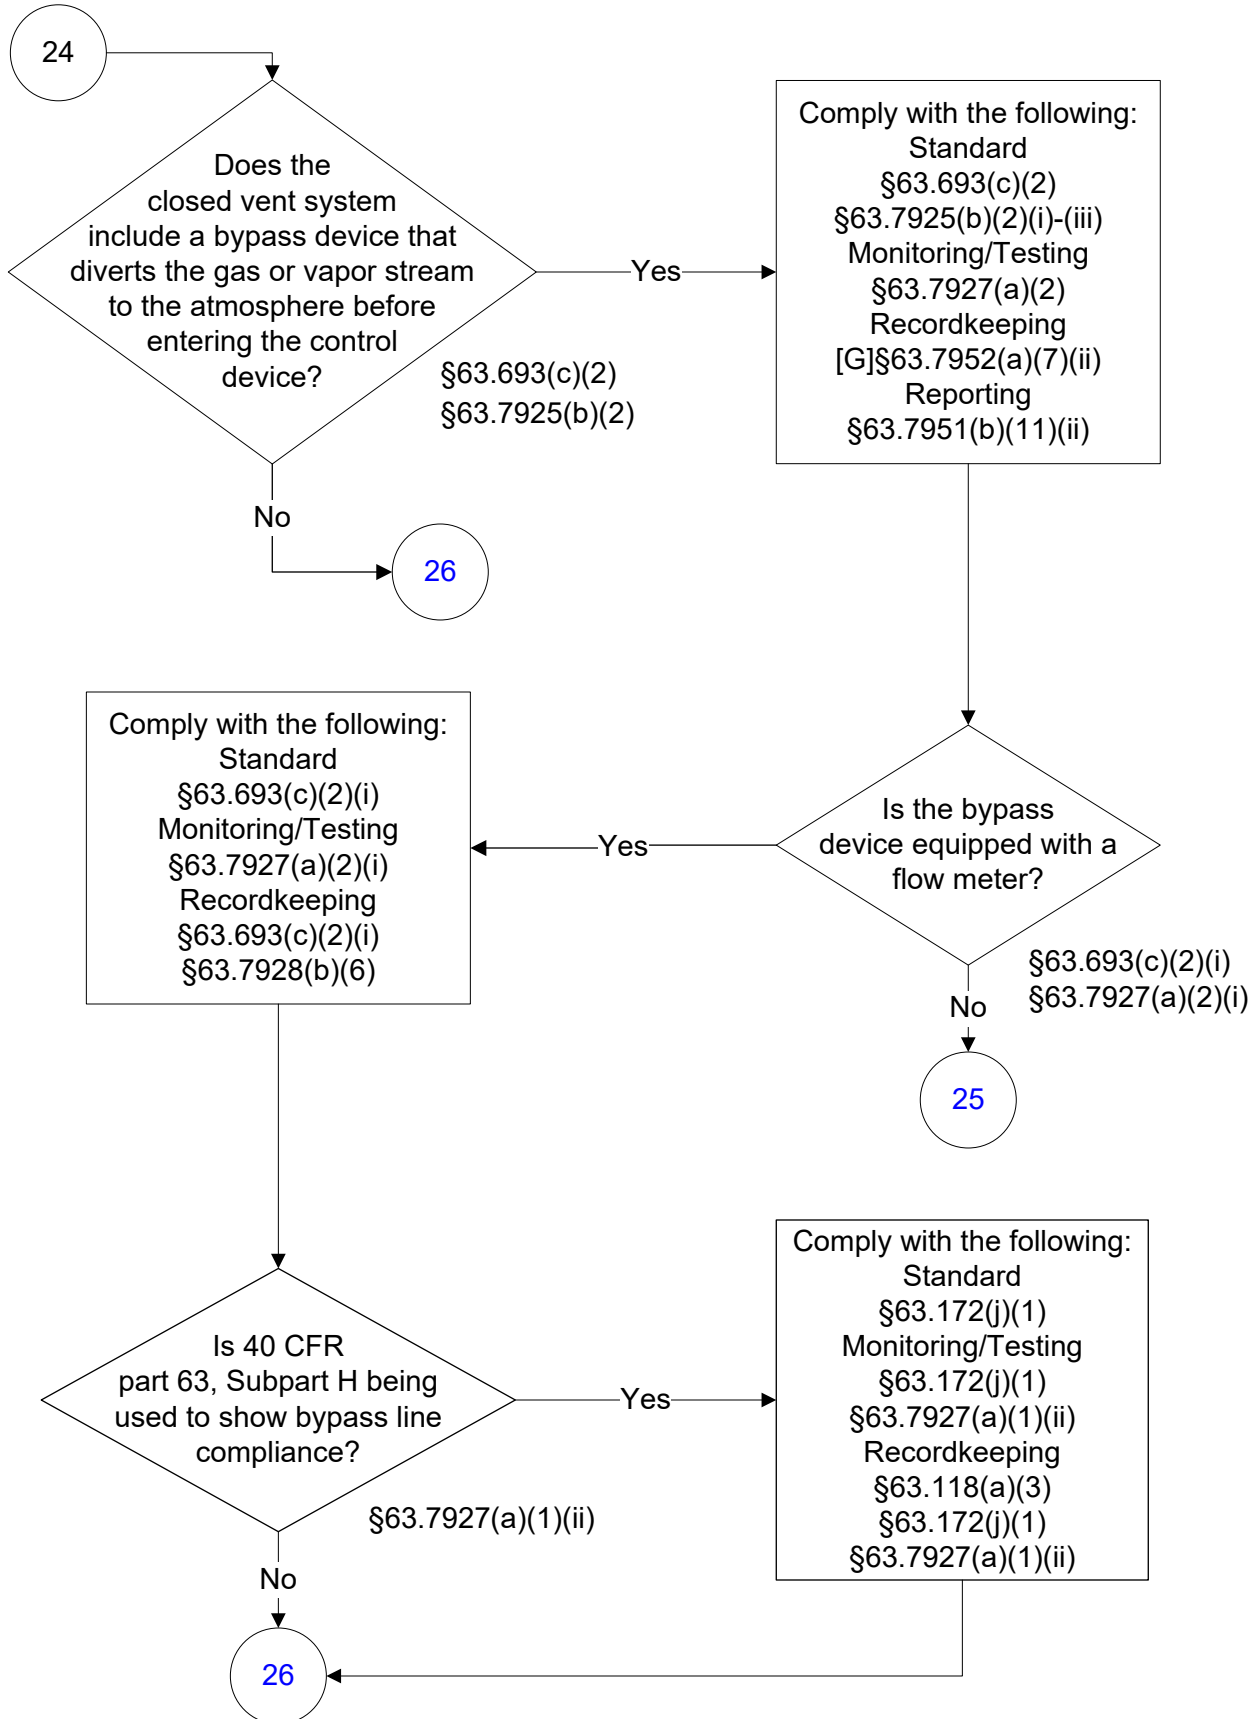 24
Does the
closed vent system
include a bypass device that
diverts the gas or vapor stream
to the atmosphere before
entering the control
device?
§63.693(c)(2)
§63.7925(b)(2)
Yes
Comply with the following:
Standard
§63.693(c)(2)
§63.7925(b)(2)(i)-(iii)
Monitoring/Testing
§63.7927(a)(2)
Recordkeeping
[G]§63.7952(a)(7)(ii)
Reporting
§63.7951(b)(11)(ii)
No
26
Is the bypass
device equipped with a
flow meter?
§63.693(c)(2)(i)
§63.7927(a)(2)(i)
No
25
Yes
Comply with the following:
Standard
§63.693(c)(2)(i)
Monitoring/Testing
§63.7927(a)(2)(i)
Recordkeeping
§63.693(c)(2)(i)
§63.7928(b)(6)
Is 40 CFR
part 63, Subpart H being
used to show bypass line
compliance?
§63.7927(a)(1)(ii)
Yes
Comply with the following:
Standard
§63.172(j)(1)
Monitoring/Testing
§63.172(j)(1)
§63.7927(a)(1)(ii)
Recordkeeping
§63.118(a)(3)
§63.172(j)(1)
§63.7927(a)(1)(ii)
No
26